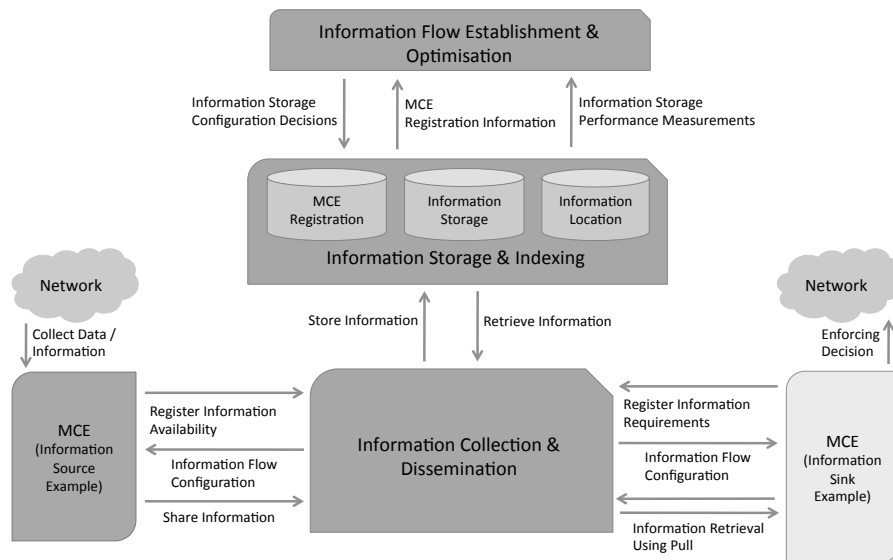 Information Flow Establishment &
Optimisation
Information Storage
Configuration Decisions
MCE
Registration Information
Information Storage
Performance Measurements
MCE
Registration
Information
Storage
Information
Location
Information Storage & Indexing
Network
Network
Collect Data /
Information
Store Information
Retrieve Information
Enforcing
Decision
MCE
(Information
Source
Example)
Register Information
Availability
Information Flow
Configuration
Share Information
Information Collection &
Dissemination
Register Information
Requirements
Information Flow
Configuration
Information Retrieval
Using Pull
MCE
(Information
Sink
Example)